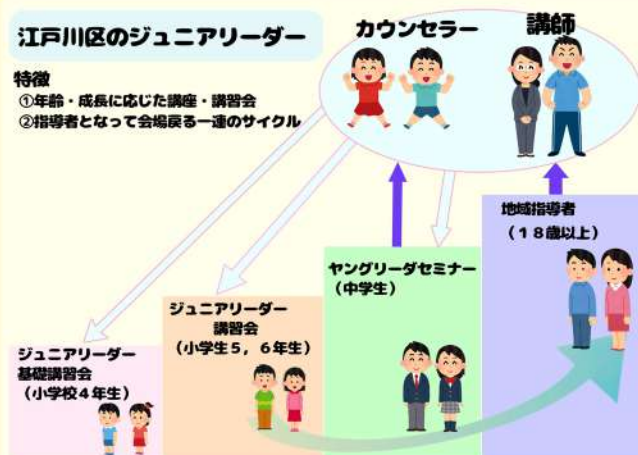 江戸川区のジュニアリーダー
カウンセラー
講師
特徴
①年齢・成長に応じた講座・講習会
②指導者となって会場戻る一連のサイクル
地域指導者
(18歳以上)
ヤングリーダセミナー
(中学生)
ジュニアリーダー
講習会
(小学生5,6年生)
ジュニアリーダー
基礎講習会
(小学校4年生)